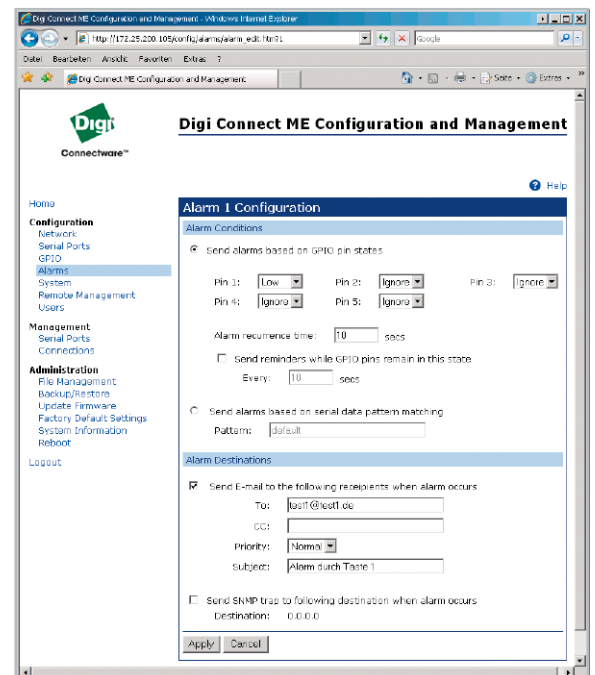 Digi Connect ME Configuration and Management - Windows Internet Explorer
http://172.25.200.105/config/alarms/alarm_edit.htm?1
Google
Datei Bearbeiten Ansicht Favoriten Extras ?
Digi Connect ME Configuration and Management
Seite Extras
Digi
Connectware™
Digi Connect ME Configuration and Management
Help
Home
Configuration
Network
Serial Ports
GPIO
Alarms
System
Remote Management
Users
Management
Serial Ports
Connections
Administration
File Management
Backup/Restore
Update Firmware
Factory Default Settings
System Information
Reboot
Logout
Alarm 1 Configuration
Alarm Conditions
Send alarms based on GPIO pin states
Pin 1: Low Pin 2: Ignore Pin 3: Ignore
Pin 4: Ignore Pin 5: Ignore
Alarm recurrence time: 10 secs
Send reminders while GPIO pins remain in this state
Every: 10 secs
Send alarms based on serial data pattern matching
Pattern: default
Alarm Destinations
Send E-mail to the following receipients when alarm occurs
To: test1@test1.de
CC:
Priority: Normal
Subject: Alarm durch Taste 1
Send SNMP trap to following destination when alarm occurs
Destination: 0.0.0.0
Apply Cancel